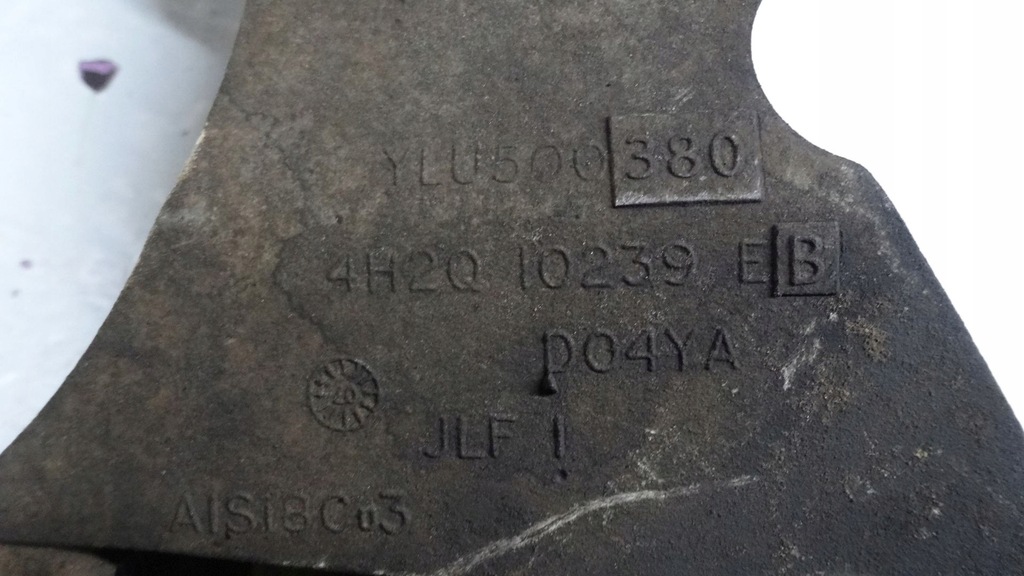 YLU500380
4H2Q 10239 EB
D04YA
JLF 1
AlSi8Cu3